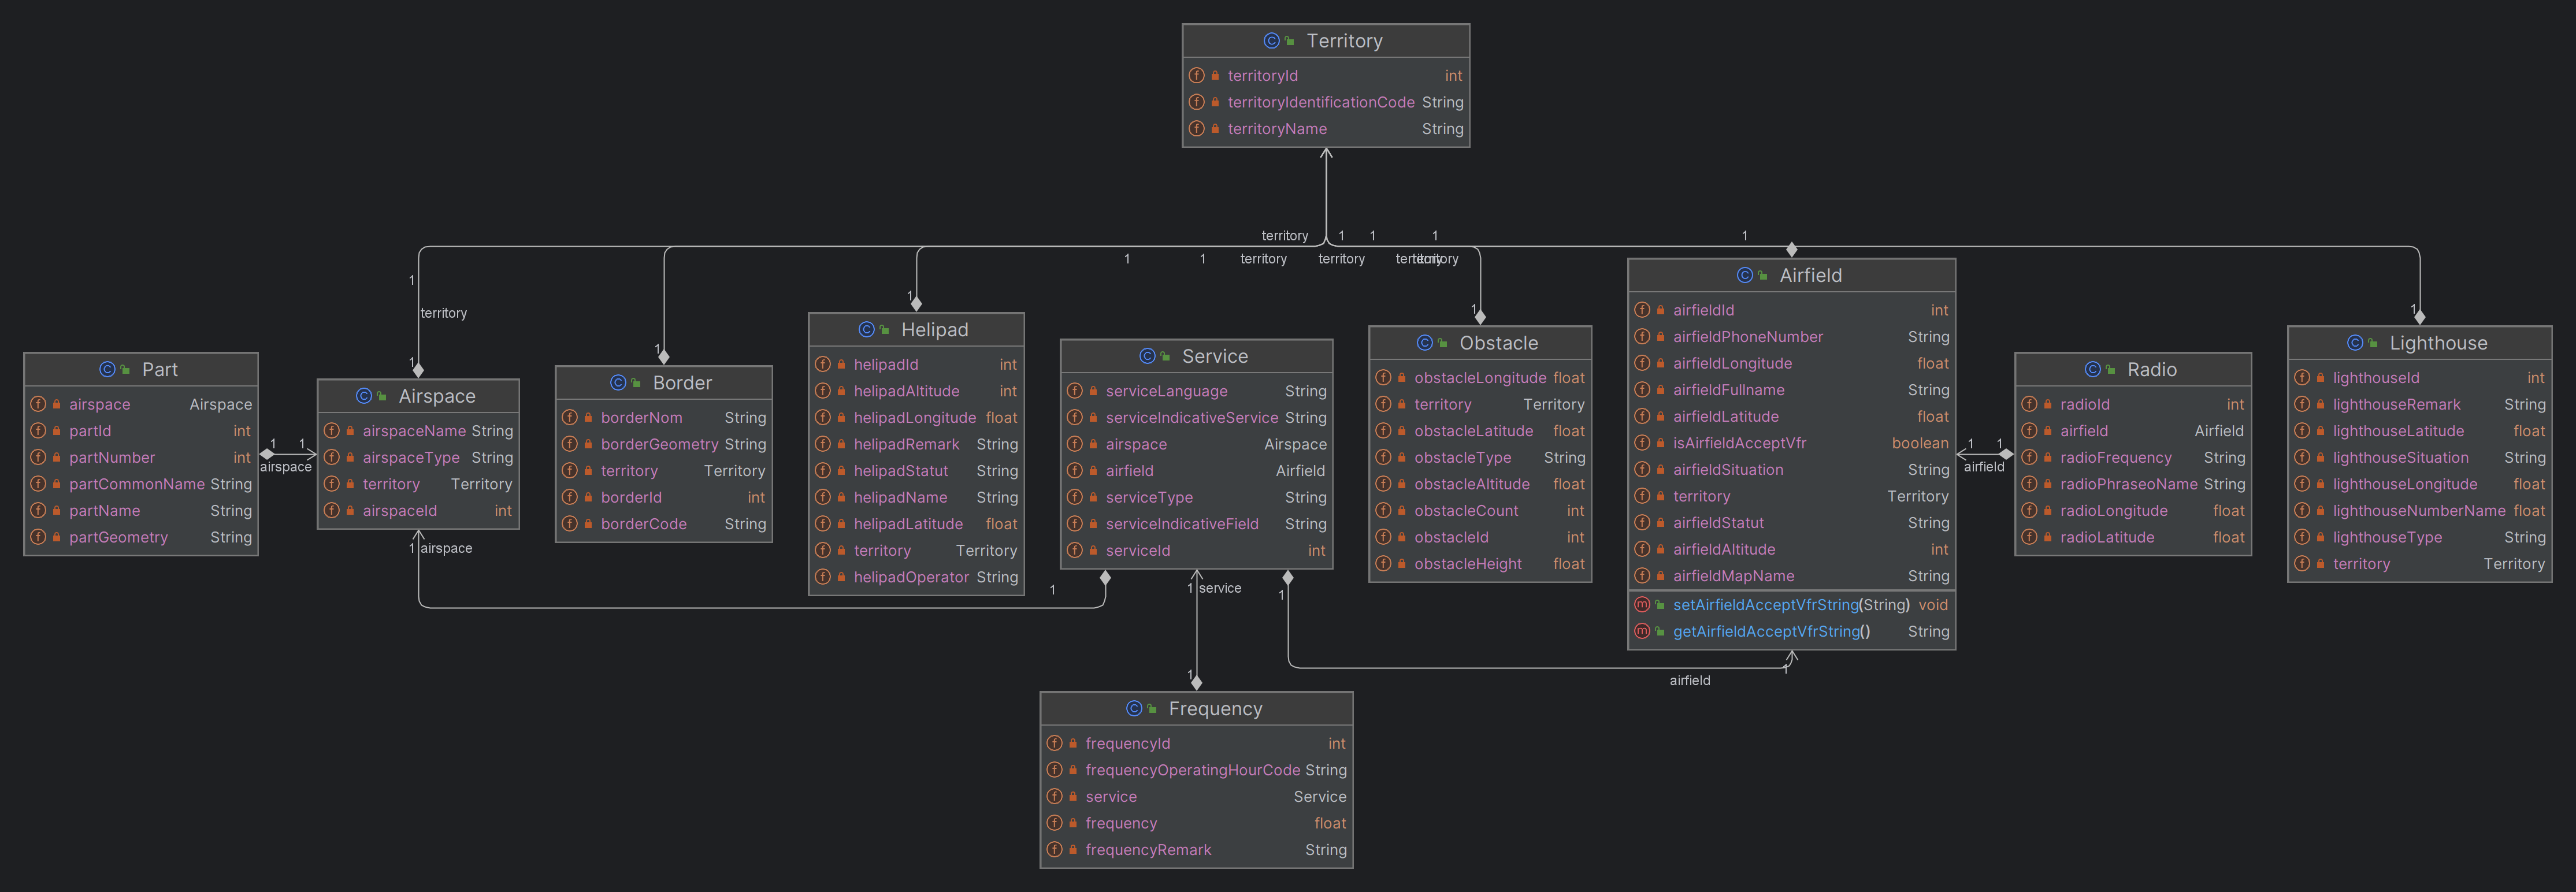 Territory
territoryId int
territoryIdentificationCode String
territoryName String
territory 1 1 1 1
1 1 territory territory territory territory
1
territory
1
1
1
1
1
1
Part
airspace Airspace
partId int
partNumber int
partCommonName String
partName String
partGeometry String
1 1
airspace
Airspace
airspaceName String
airspaceType String
territory Territory
airspaceId int
1 airspace
Border
borderNom String
borderGeometry String
territory Territory
borderId int
borderCode String
Helipad
helipadId int
helipadAltitude int
helipadLongitude float
helipadRemark String
helipadStatut String
helipadName String
helipadLatitude float
territory Territory
helipadOperator String
Service
serviceLanguage String
serviceIndicativeService String
airspace Airspace
airfield Airfield
serviceType String
serviceIndicativeField String
serviceId int
1
1 service
1
1
Obstacle
obstacleLongitude float
territory Territory
obstacleLatitude float
obstacleType String
obstacleAltitude float
obstacleCount int
obstacleId int
obstacleHeight float
Airfield
airfieldId int
airfieldPhoneNumber String
airfieldLongitude float
airfieldFullname String
airfieldLatitude float
isAirfieldAcceptVfr boolean
airfieldSituation String
territory Territory
airfieldStatut String
airfieldAltitude int
airfieldMapName String
setAirfieldAcceptVfrString(String) void
getAirfieldAcceptVfrString() String
1
airfield
1 1
airfield
Radio
radioId int
airfield Airfield
radioFrequency String
radioPhraseoName String
radioLongitude float
radioLatitude float
Lighthouse
lighthouseId int
lighthouseRemark String
lighthouseLatitude float
lighthouseSituation String
lighthouseLongitude float
lighthouseNumberName float
lighthouseType String
territory Territory
Frequency
frequencyId int
frequencyOperatingHourCode String
service Service
frequency float
frequencyRemark String